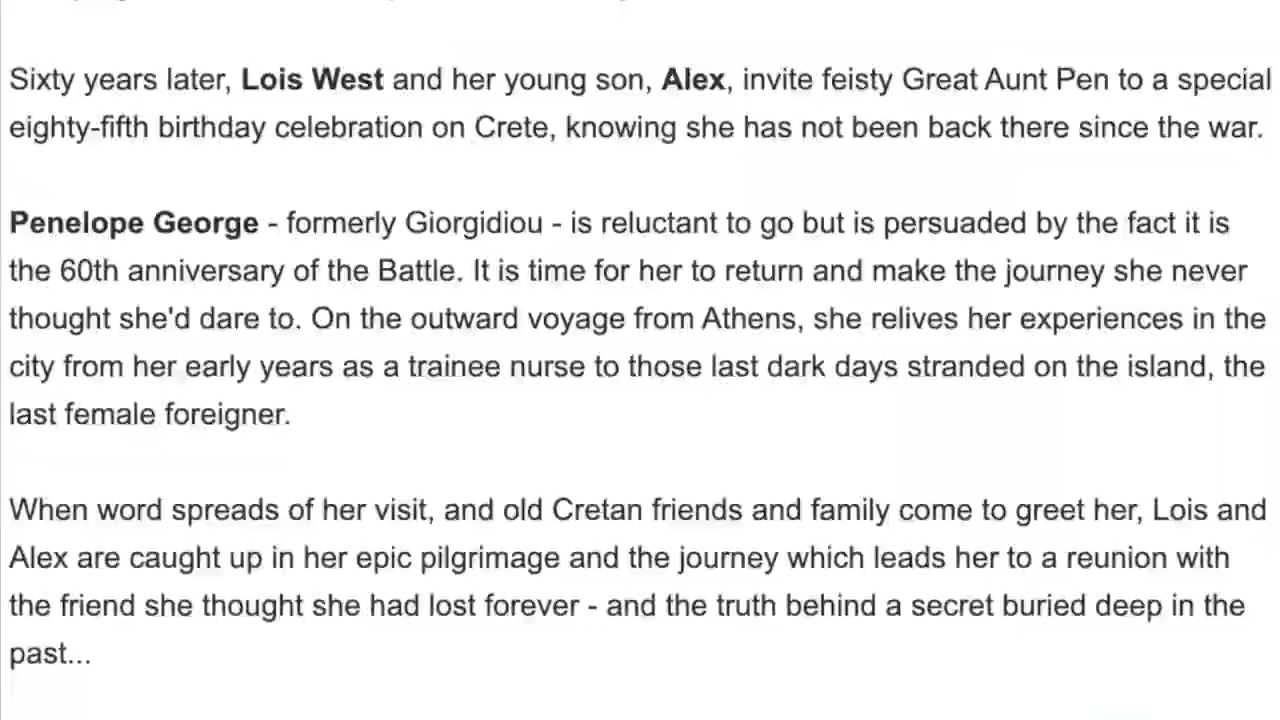 Sixty years later, Lois West and her young son, Alex, invite feisty Great Aunt Pen to a special
eighty-fifth birthday celebration on Crete, knowing she has not been back there since the war.
Penelope George - formerly Giorgidiou - is reluctant to go but is persuaded by the fact it is
the 60th anniversary of the Battle. It is time for her to return and make the journey she never
thought she'd dare to. On the outward voyage from Athens, she relives her experiences in the
city from her early years as a trainee nurse to those last dark days stranded on the island, the
last female foreigner.
When word spreads of her visit, and old Cretan friends and family come to greet her, Lois and
Alex are caught up in her epic pilgrimage and the journey which leads her to a reunion with
the friend she thought she had lost forever - and the truth behind a secret buried deep in the
past...